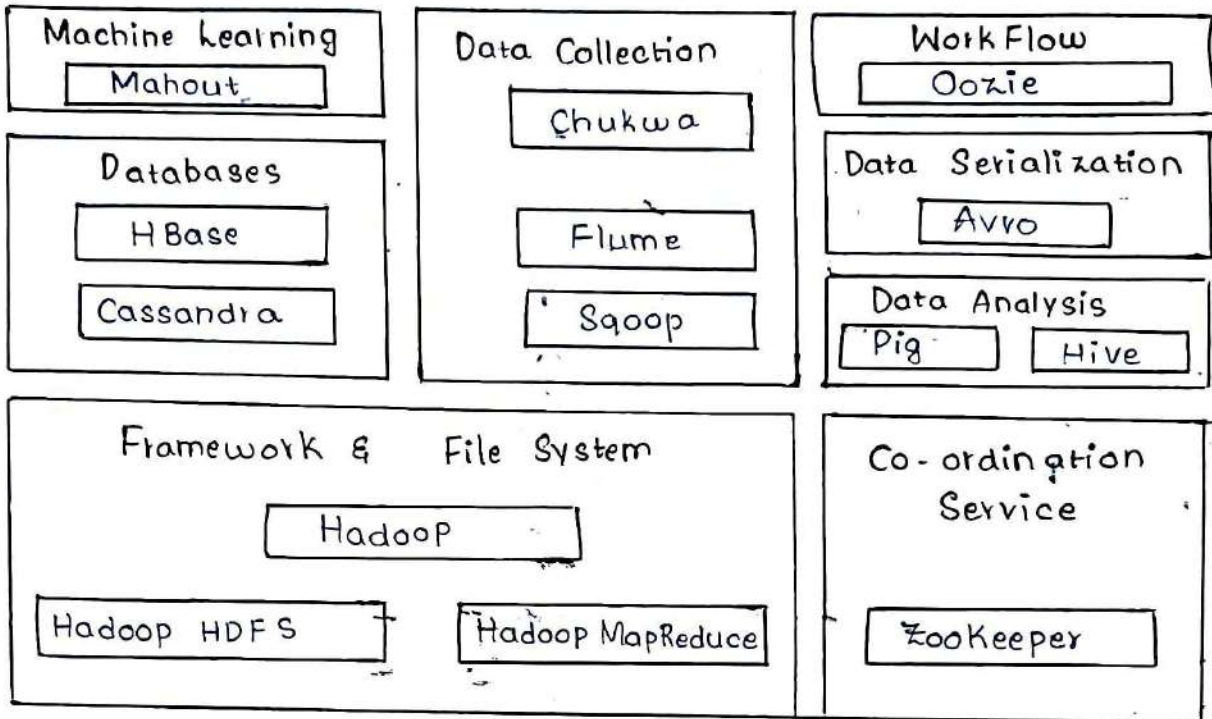 Machine Learning
Mahout
Databases
HBase
Cassandra
Data Collection
Chukwa
Flume
Sqoop
WorkFlow
Oozie
Data Serialization
Avro
Data Analysis
Pig
Hive
Framework & File System
Hadoop
Hadoop HDFS
Hadoop MapReduce
Co-ordination
Service
ZooKeeper